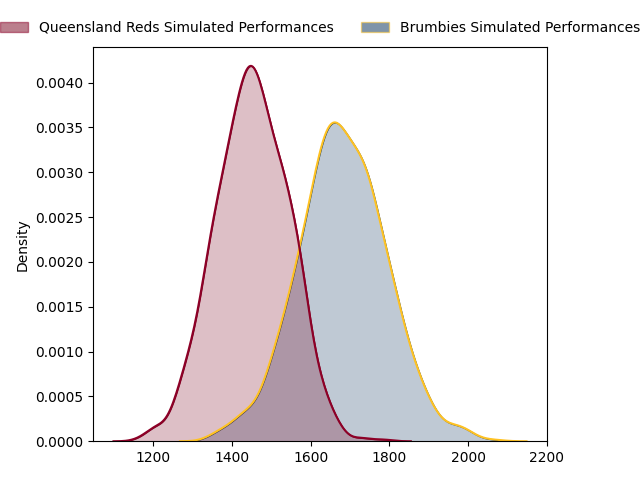 Queensland Reds Simulated Performances
Brumbies Simulated Performances
Density
0.0040
0.0035
0.0030
0.0025
0.0020
0.0015
0.0010
0.0005
0.0000
1200 1400 1600 1800 2000 2200